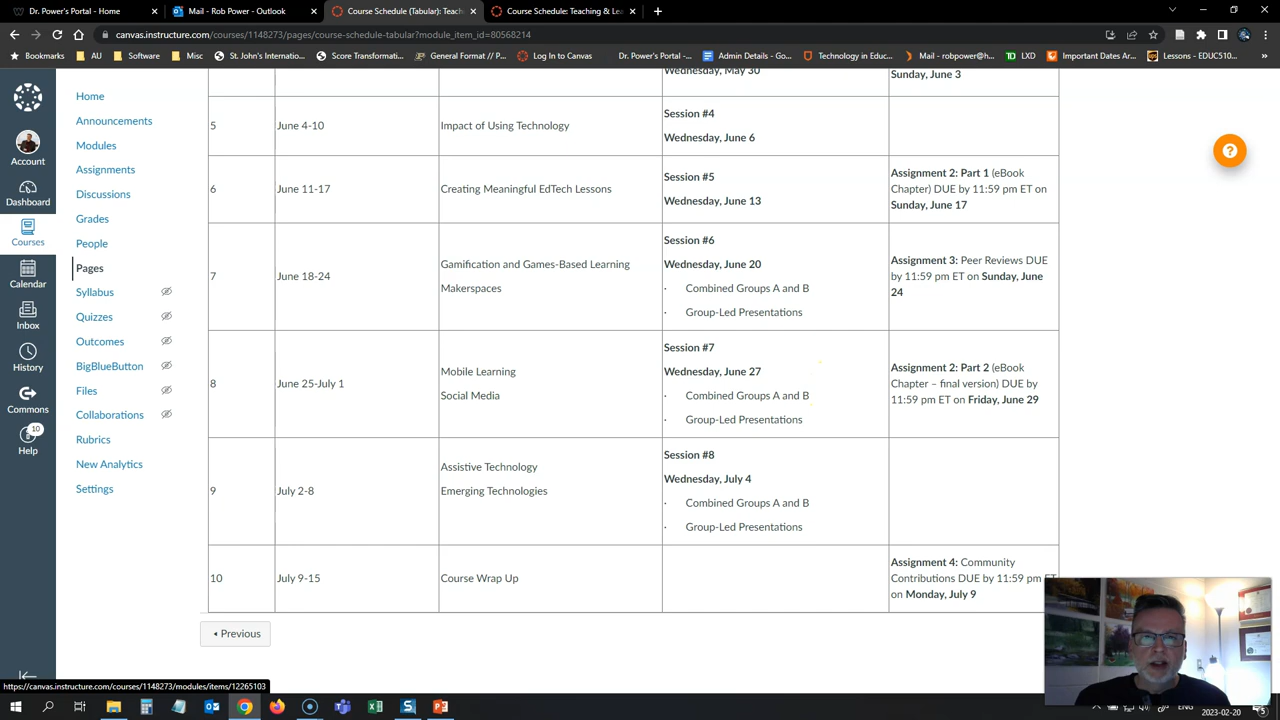 Dr. Power's Pages
Mail - Rob Power - Outlook
Course Schedule (Tabular): Teach
Course Schedule: Teaching & Le
canvas.instructure.com/courses/1148273/pages/course-schedule-tabular?module_item_id=80568214
Bookmarks
AU
Software
Misc
St. John's Internatio...
Score Transformatio...
General Format // P...
Log In to Canvas
Dr. Power's Pages (...
Admin Details - Go...
Technology in Educ...
Mail - robpower@h...
LXD
Important Dates Ar...
Lessons - EDUC510...
Account
Dashboard
Courses
Calendar
Inbox
History
Commons
10
Help
Home
Announcements
Modules
Assignments
Discussions
Grades
People
Pages
Syllabus
Quizzes
Outcomes
BigBlueButton
Files
Collaborations
Rubrics
New Analytics
Settings
Wednesday, May 30
Sunday, June 3
5
June 4-10
Impact of Using Technology
Session #4
Wednesday, June 6
6
June 11-17
Creating Meaningful EdTech Lessons
Session #5
Wednesday, June 13
Assignment 2: Part 1 (eBook
Chapter) DUE by 11:59 pm ET on
Sunday, June 17
7
June 18-24
Gamification and Games-Based Learning
Makerspaces
Session #6
Wednesday, June 20
· Combined Groups A and B
· Group-Led Presentations
Assignment 3: Peer Reviews DUE
by 11:59 pm ET on Sunday, June
24
8
June 25-July 1
Mobile Learning
Social Media
Session #7
Wednesday, June 27
· Combined Groups A and B
· Group-Led Presentations
Assignment 2: Part 2 (eBook
Chapter – final version) DUE by
11:59 pm ET on Friday, June 29
9
July 2-8
Assistive Technology
Emerging Technologies
Session #8
Wednesday, July 4
· Combined Groups A and B
· Group-Led Presentations
10
July 9-15
Course Wrap Up
Assignment 4: Community
Contributions DUE by 11:59 pm ET
on Monday, July 9
Previous
https://canvas.instructure.com/courses/1148273/modules/items/12265103
ENG
2023-02-20
5